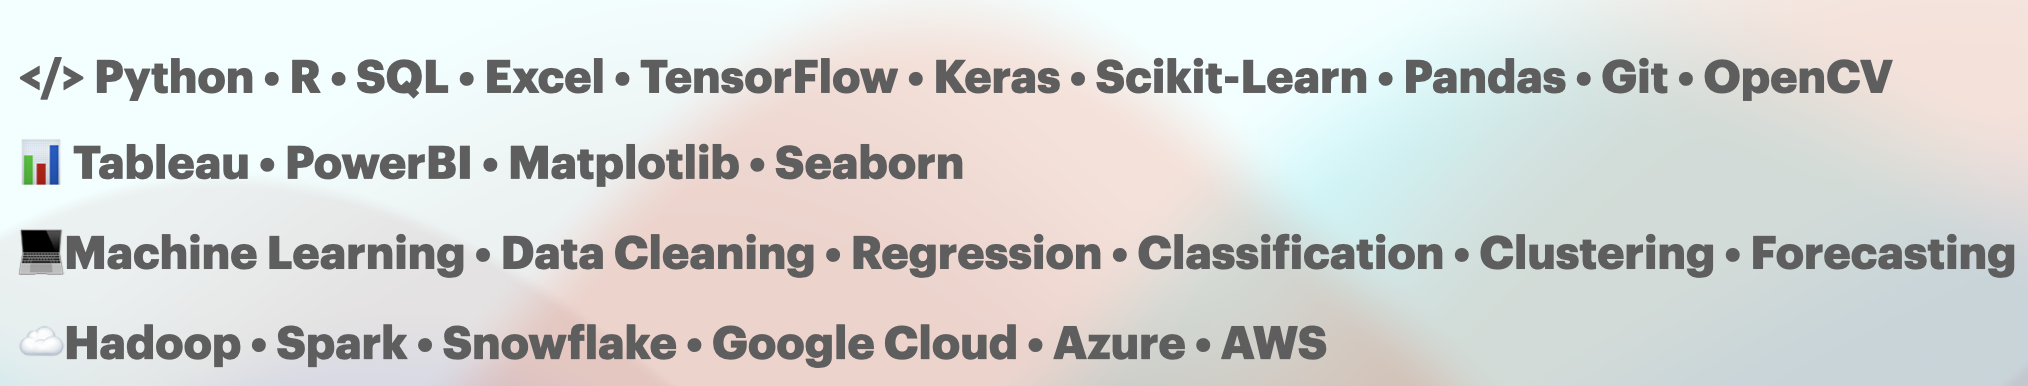 </> Python • R • SQL • Excel • TensorFlow • Keras • Scikit-Learn • Pandas • Git • OpenCV
📊 Tableau • PowerBI • Matplotlib • Seaborn
💻Machine Learning • Data Cleaning • Regression • Classification • Clustering • Forecasting
☁️Hadoop • Spark • Snowflake • Google Cloud • Azure • AWS